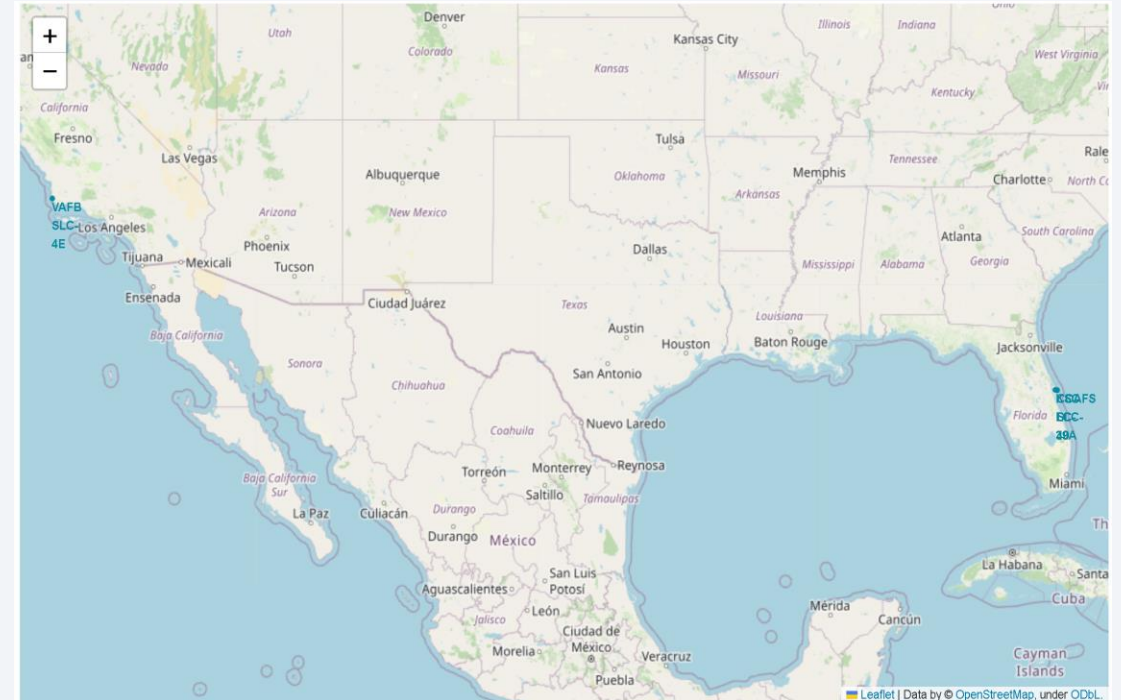 +
−
Denver
Ohio
Utah
Illinois
Indiana
Kansas City
Colorado
West Virginia
Nevada
Kansas
Missouri
Kentucky
California
Fresno
Tulsa
Las Vegas
Tennessee
Albuquerque
Memphis
Oklahoma
Charlotte
Arkansas
VAFB
SLC-
4E
Los Angeles
Arizona
New Mexico
South Carolina
Atlanta
Phoenix
Dallas
Tijuana
Mexicali
Tucson
Mississippi
Alabama
Georgia
Ensenada
Ciudad Juárez
Texas
Louisiana
Baja California
Austin
Houston
Baton Rouge
Jacksonville
Sonora
San Antonio
Chihuahua
Florida
Nuevo Laredo
Coahuila
Torreón
Monterrey
Reynosa
Baja California
Sur
Saltillo
Tamaulipas
Miami
La Paz
Culiacán
Durango
Durango
México
La Habana
San Luis
Potosí
Aguascalientes
Santa
Cuba
León
Mérida
Cancún
Jalisco
Ciudad de
México
Morelia
Veracruz
Puebla
Cayman
Islands
Leaflet | Data by © OpenStreetMap, under ODbL.